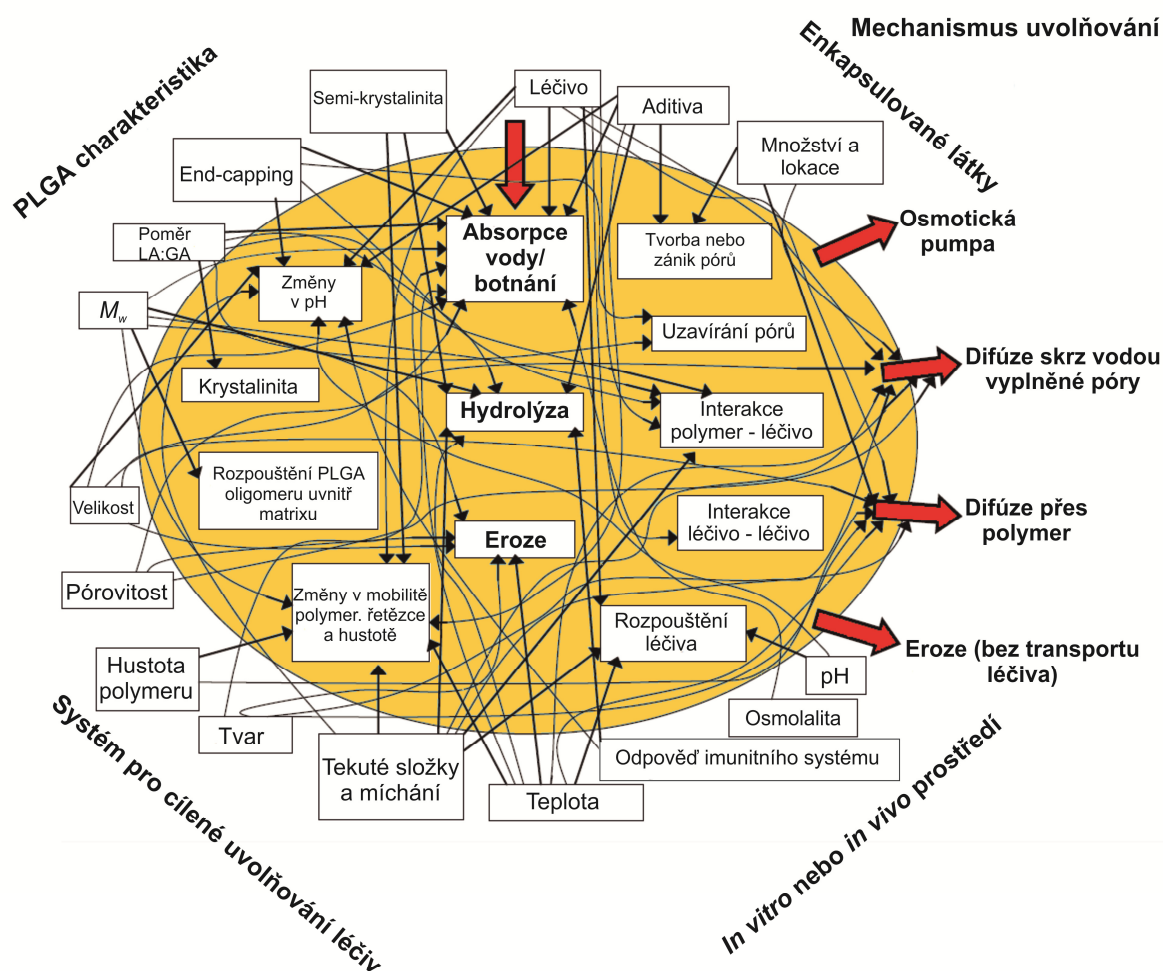 Mechanismus uvolňování
PLGA charakteristika
Enkapsulované látky
Semi-krystalinita
Léčivo
Aditiva
Množství a
lokace
End-capping
Poměr
LA:GA
Mw
Velikost
Pórovitost
Hustota
polymeru
Tvar
Tekuté složky
a míchání
Teplota
Odpověď imunitního systému
Osmolalita
pH
Absorpce
vody/
botnání
Tvorba nebo
zánik pórů
Změny
v pH
Uzavírání pórů
Krystalinita
Hydrolýza
Interakce
polymer - léčivo
Rozpouštění PLGA
oligomeru uvnitř
matrixu
Interakce
léčivo - léčivo
Eroze
Změny v mobilitě
polymer. řetězce
a hustotě
Rozpouštění
léčiva
Osmotická
pumpa
Difúze skrz vodou
vyplněné póry
Difúze přes
polymer
Eroze (bez transportu
léčiva)
Systém pro cílené uvolňování léčiv
In vitro nebo in vivo prostředí